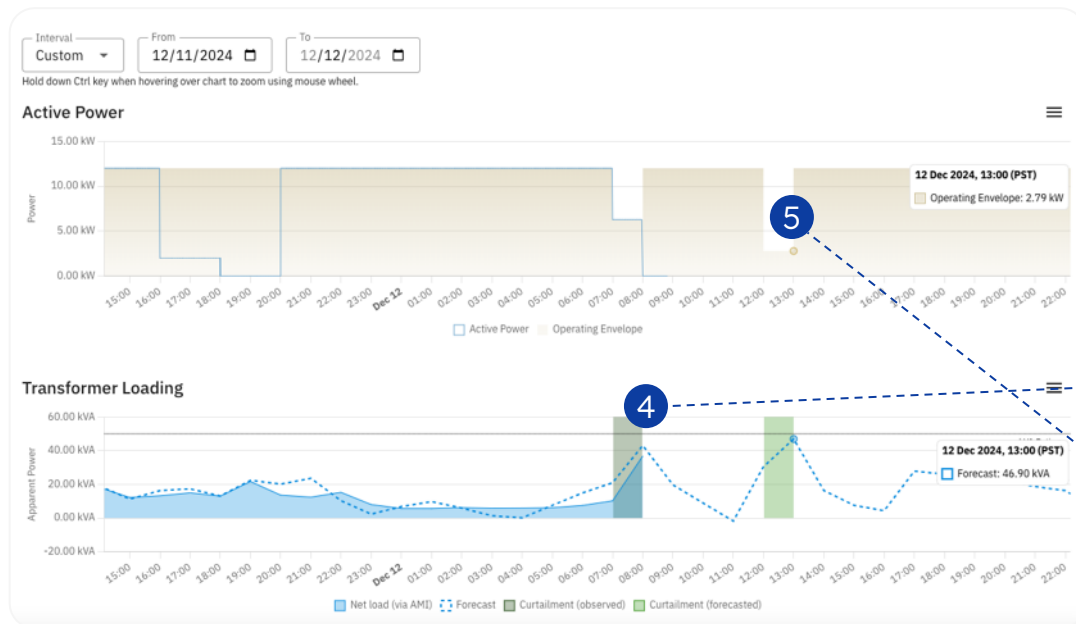 Interval From To
Custom 12/11/2024 12/12/2024
Hold down Ctrl key when hovering over chart to zoom using mouse wheel.
Active Power
15.00 kW
10.00 kW
5.00 kW
0.00 kW
Power
12 Dec 2024, 13:00 (PST)
Operating Envelope: 2.79 kW
5
15:00 16:00 17:00 18:00 19:00 20:00 21:00 22:00 23:00 Dec 12 01:00 02:00 03:00 04:00 05:00 06:00 07:00 08:00 09:00 10:00 11:00 12:00 13:00 14:00 15:00 16:00 17:00 18:00 19:00 20:00 21:00 22:00
Active Power Operating Envelope
Transformer Loading
4
60.00 kVA
40.00 kVA
20.00 kVA
0.00 kVA
-20.00 kVA
Apparent Power
12 Dec 2024, 13:00 (PST)
Forecast: 46.90 kVA
15:00 16:00 17:00 18:00 19:00 20:00 21:00 22:00 23:00 Dec 12 01:00 02:00 03:00 04:00 05:00 06:00 07:00 08:00 09:00 10:00 11:00 12:00 13:00 14:00 15:00 16:00 17:00 18:00 19:00 20:00 21:00 22:00
Net load (via AMI) Forecast Curtailment (observed) Curtailment (forecasted)